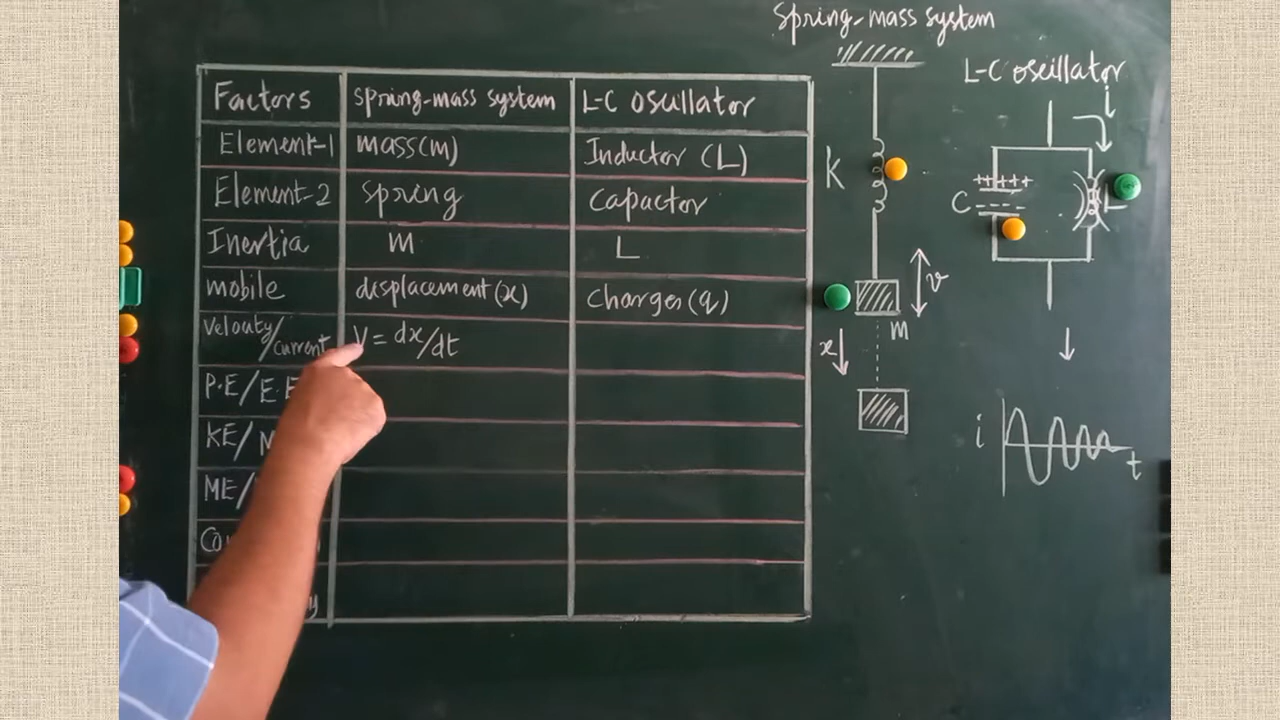 Spring-mass system
L-C oscillator
Factors spring-mass system L-C oscillator
Element-1 mass(m) Inductor (L)
Element-2 spring capactor
Inertia m L
mobile displacement(x) Charges(q)
Velocity/current V = dx/dt
P.E/E.E
KE/
ME/
K
m
v
x
i
+++++
C
----
L
i
t